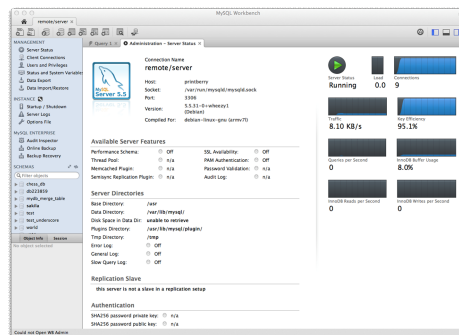 MySQL Workbench
remote/server ×
MANAGEMENT
Server Status
Client Connections
Users and Privileges
Status and System Variables
Data Export
Data Import/Restore
INSTANCE
Startup / Shutdown
Server Logs
Options File
MySQL ENTERPRISE
Audit Inspector
Online Backup
Backup Recovery
SCHEMAS
Filter objects
chess_db
db223859
mydb_merge_table
sakila
test
test_underscore
world
Object Info Session
No object selected
Could not Open WB Admin
Query 1 × Administration - Server Status ×
MySQL
Server 5.5
Connection Name
remote/server
Host: printberry
Socket: /var/run/mysqld/mysqld.sock
Port: 3306
Version: 5.5.31-0+wheezy1
(Debian)
Compiled For: debian-linux-gnu (armv7l)
Available Server Features
Performance Schema: Off SSL Availability: Off
Thread Pool: n/a PAM Authentication: Off
Memcached Plugin: n/a Password Validation: n/a
Semisync Replication Plugin: n/a Audit Log: n/a
Server Directories
Base Directory: /usr
Data Directory: /var/lib/mysql/
Disk Space in Data Dir: unable to retrieve
Plugins Directory: /usr/lib/mysql/plugin/
Tmp Directory: /tmp
Error Log: Off
General Log: Off
Slow Query Log: Off
Replication Slave
this server is not a slave in a replication setup
Authentication
SHA256 password private key: n/a
SHA256 password public key: n/a
Server Status Load Connections
Running 0.0 9
Traffic Key Efficiency
8.10 KB/s 95.1%
Queries per Second InnoDB Buffer Usage
0 8.0%
InnoDB Reads per Second InnoDB Writes per Second
0 0